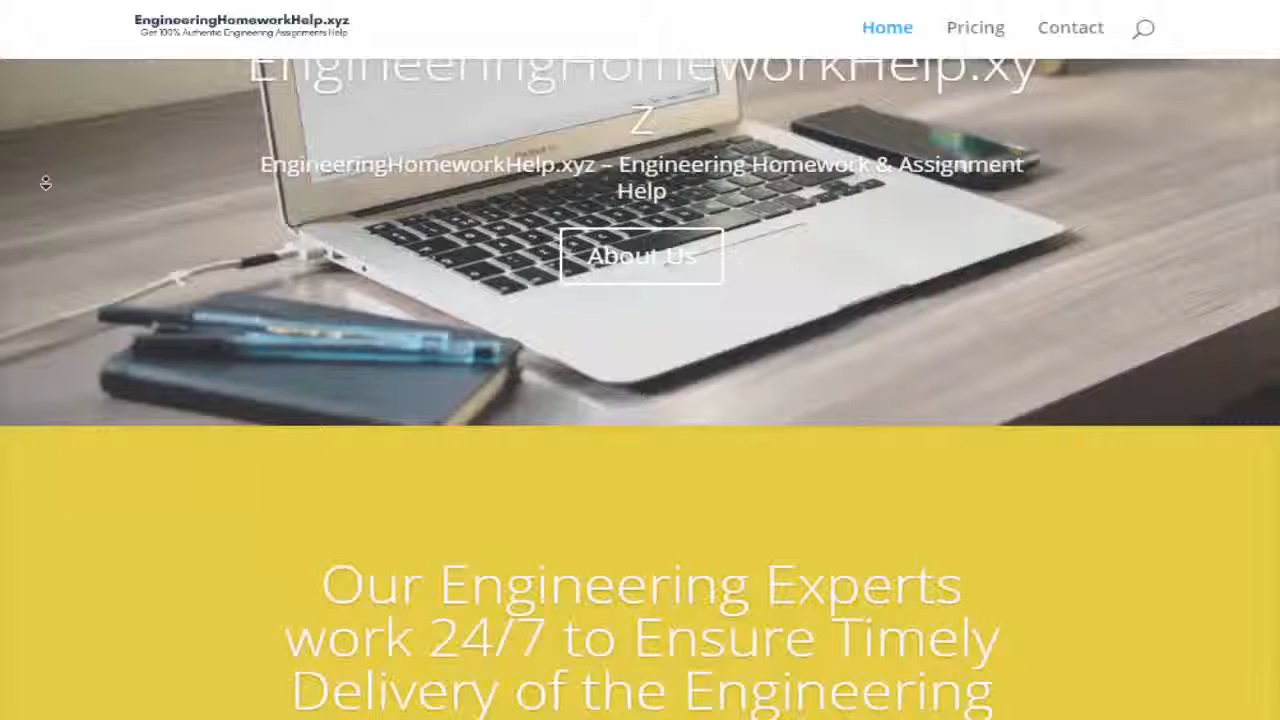 EngineeringHomeworkHelp.xyz
Get 100% Authentic Engineering Assignments Help
Home
Pricing
Contact
EngineeringHomeworkHelp.xy
z
EngineeringHomeworkHelp.xyz – Engineering Homework & Assignment
Help
About Us
Our Engineering Experts
work 24/7 to Ensure Timely
Delivery of the Engineering